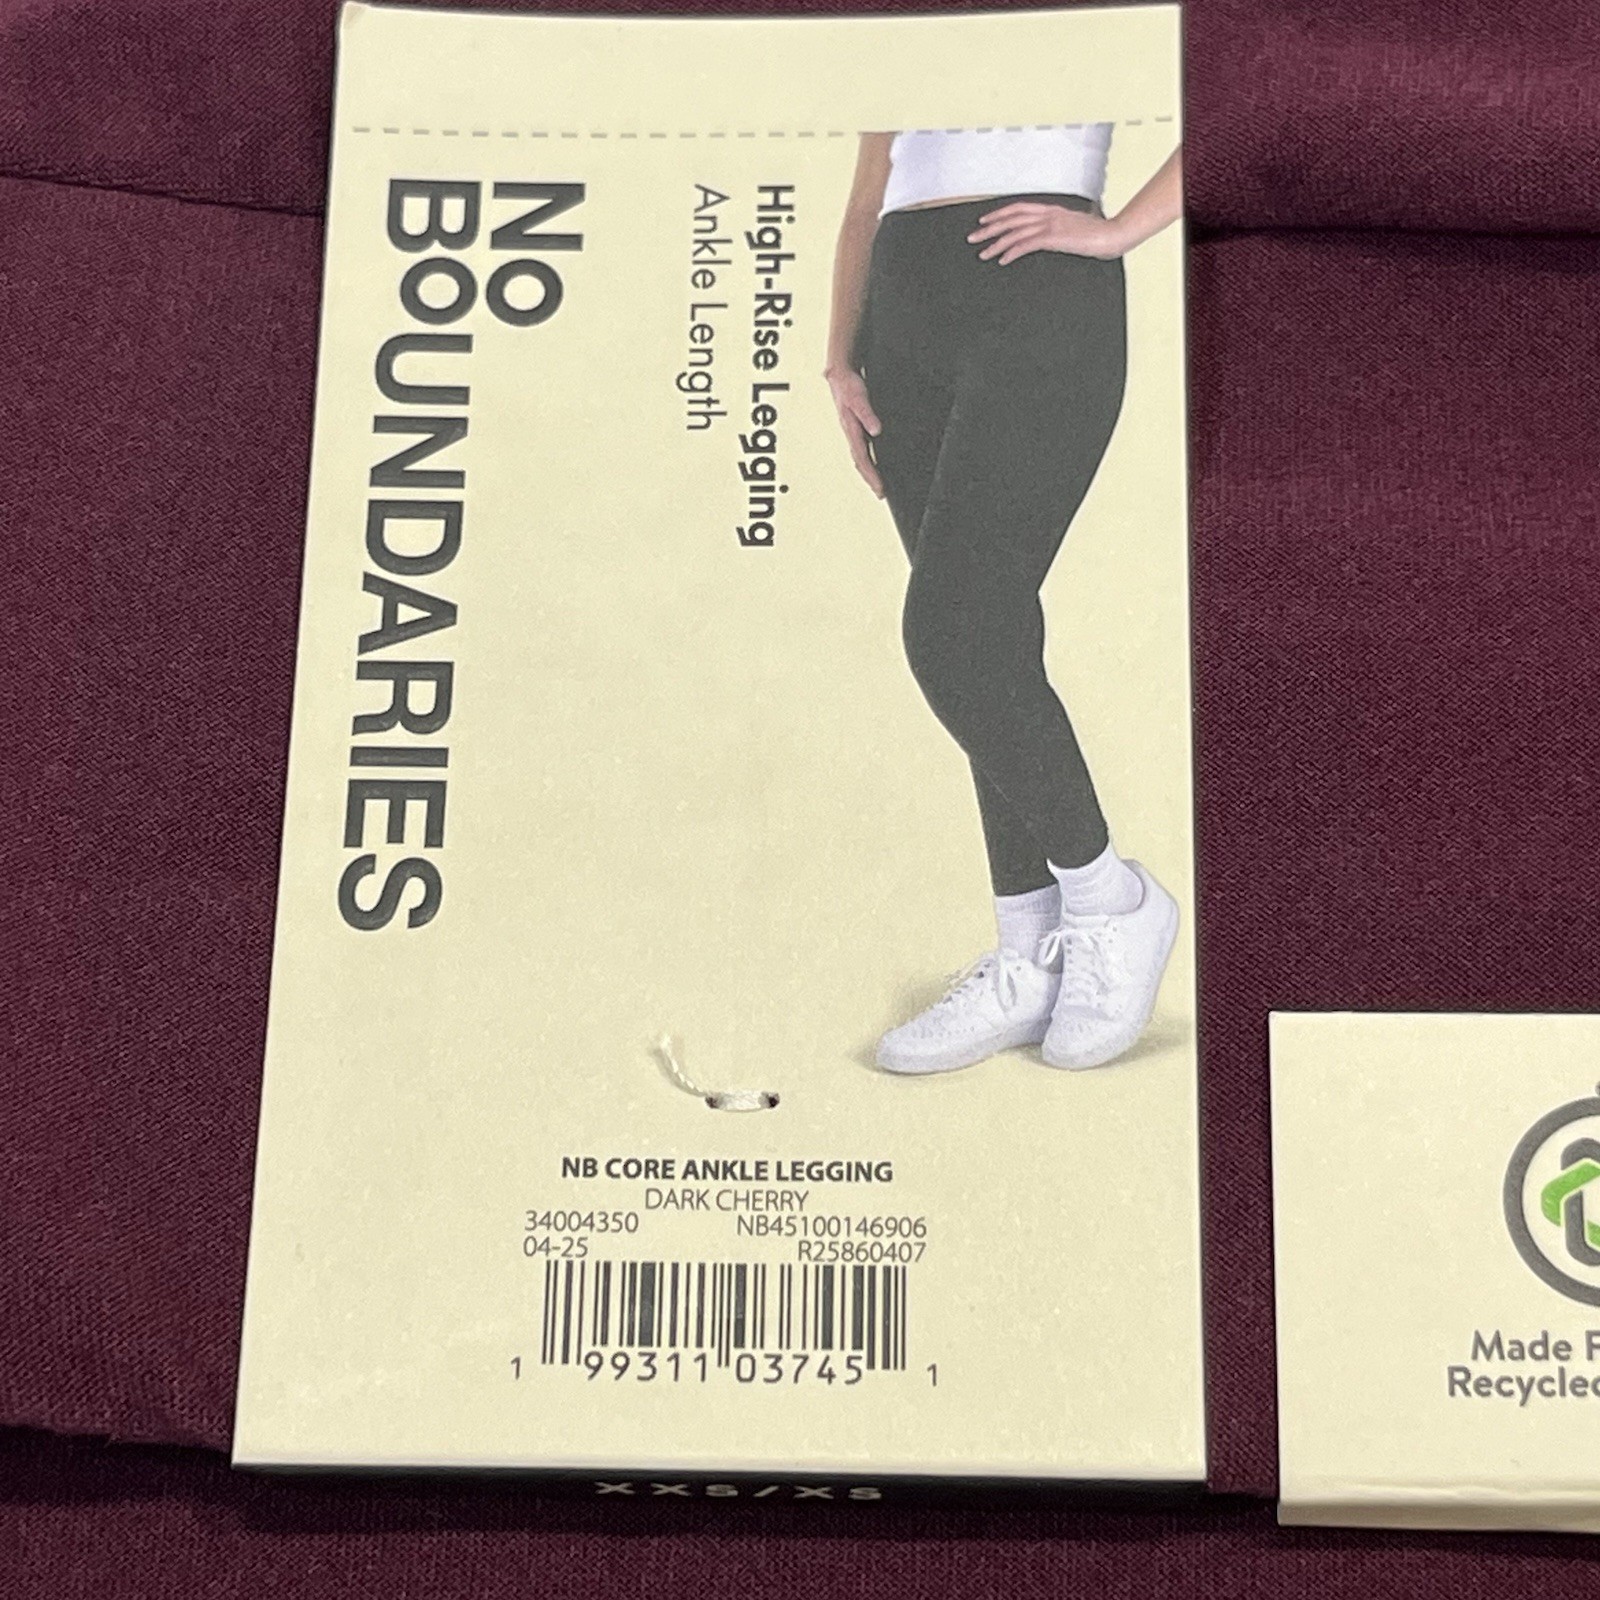 NO
BOUNDARIES
High-Rise Legging
Ankle Length
NB CORE ANKLE LEGGING
DARK CHERRY
34004350 NB45100146906
04-25 R25860407
1 99311 03745 1
XXS/XS
Made
Recycled